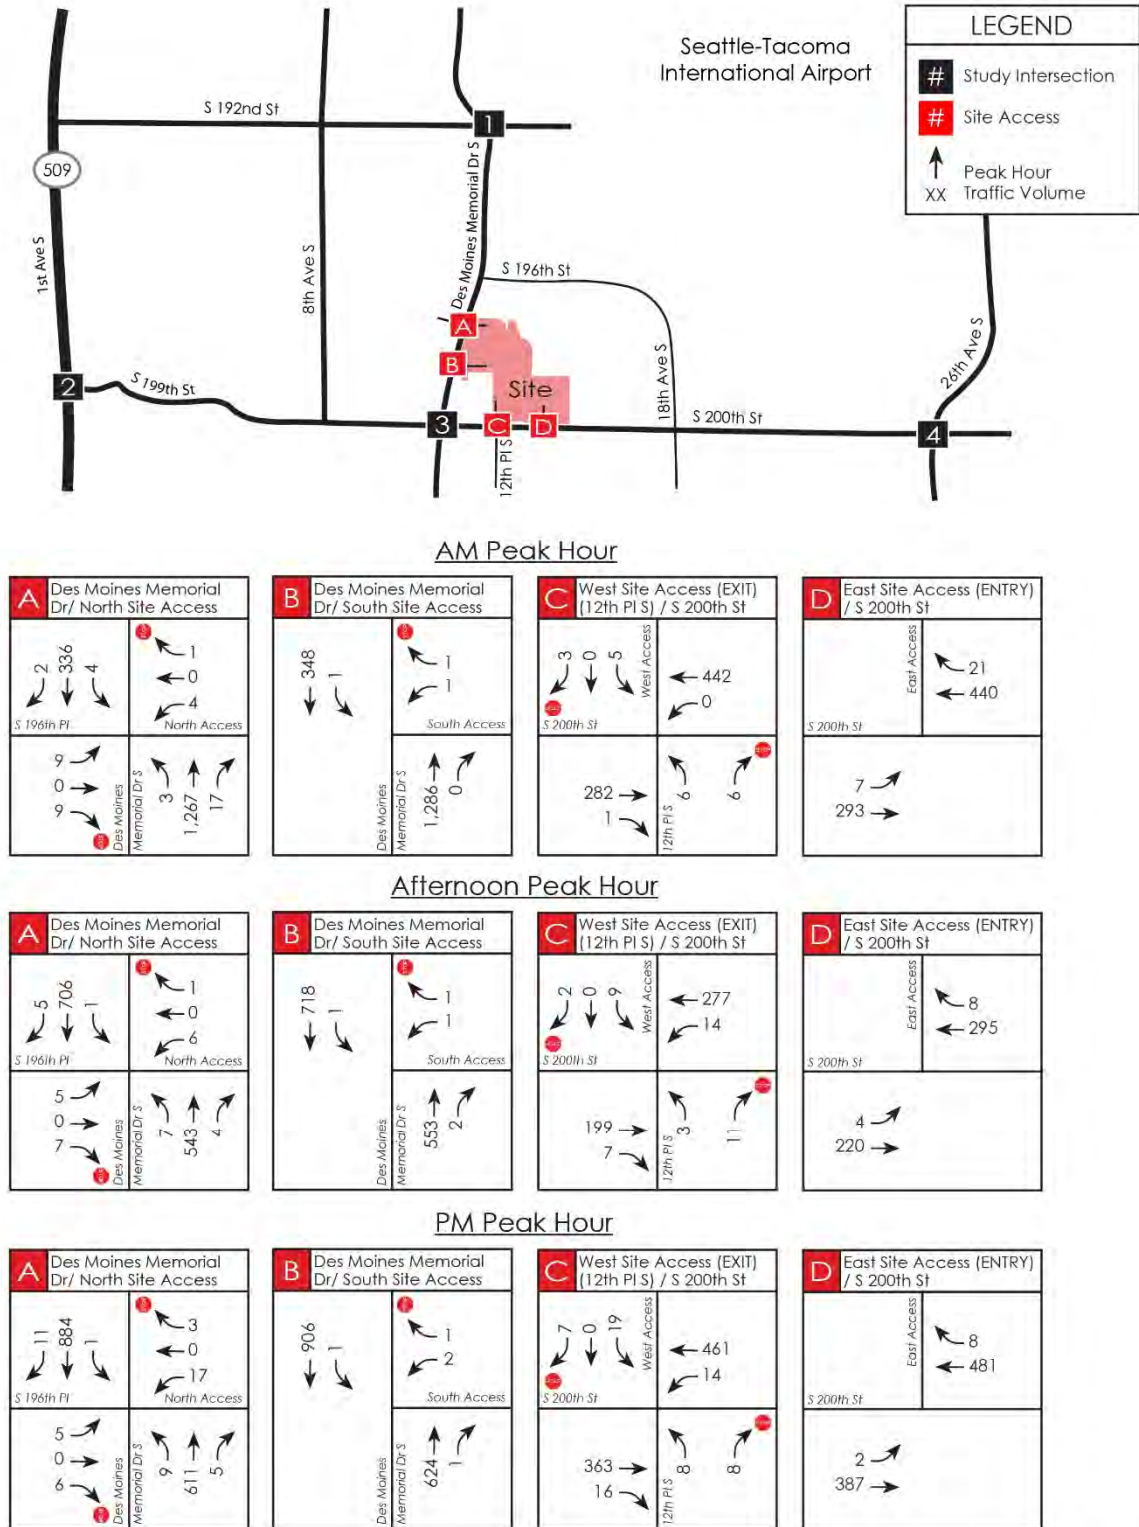 LEGEND
# Study Intersection
# Site Access
XX
Peak Hour
Traffic Volume
Seattle-Tacoma
International Airport
S 192nd St
1
509
1st Ave S
8th Ave S
Des Moines Memorial Dr S
S 196th St
A
B
Site
18th Ave S
26th Ave S
2
S 199th St
3
C
D
S 200th St
4
12th Pl S
AM Peak Hour
A
Des Moines Memorial
Dr/ North Site Access
2
336
4
1
0
4
S 196th Pl
North Access
9
0
9
Des Moines
Memorial Dr S
3
1,267
17
B
Des Moines Memorial
Dr/ South Site Access
348
1
1
1
South Access
Des Moines
Memorial Dr S
1,286
0
C
West Site Access (EXIT)
(12th Pl S) / S 200th St
3
0
5
West Access
442
0
S 200th St
282
1
12th Pl S
6
6
D
East Site Access (ENTRY)
/ S 200th St
East Access
21
440
S 200th St
7
293
Afternoon Peak Hour
A
Des Moines Memorial
Dr/ North Site Access
5
706
1
1
0
6
S 196th Pl
North Access
5
0
7
Des Moines
Memorial Dr S
7
543
4
B
Des Moines Memorial
Dr/ South Site Access
718
1
1
1
South Access
Des Moines
Memorial Dr S
553
2
C
West Site Access (EXIT)
(12th Pl S) / S 200th St
2
0
9
West Access
277
14
S 200th St
199
7
12th Pl S
3
11
D
East Site Access (ENTRY)
/ S 200th St
East Access
8
295
S 200th St
4
220
PM Peak Hour
A
Des Moines Memorial
Dr/ North Site Access
11
884
1
3
0
17
S 196th Pl
North Access
5
0
6
Des Moines
Memorial Dr S
9
611
5
B
Des Moines Memorial
Dr/ South Site Access
906
1
1
2
South Access
Des Moines
Memorial Dr S
624
1
C
West Site Access (EXIT)
(12th Pl S) / S 200th St
7
0
19
West Access
461
14
S 200th St
363
16
12th Pl S
8
8
D
East Site Access (ENTRY)
/ S 200th St
East Access
8
481
S 200th St
2
387